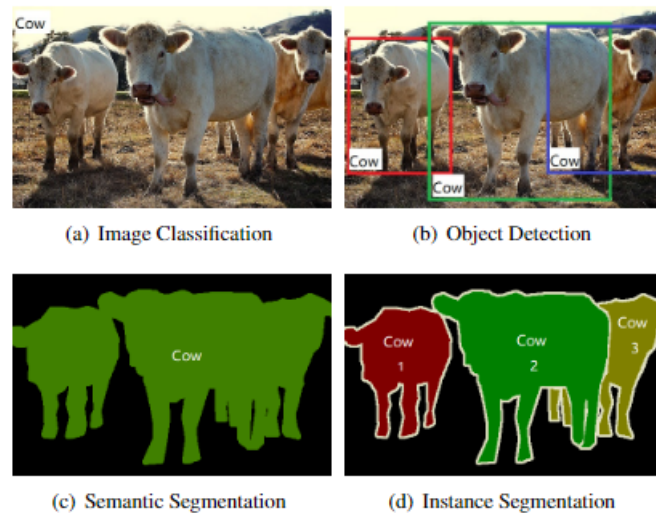 Cow
Cow
Cow
Cow
(a) Image Classification
(b) Object Detection
Cow
Cow
1
Cow
2
Cow
3
(c) Semantic Segmentation
(d) Instance Segmentation